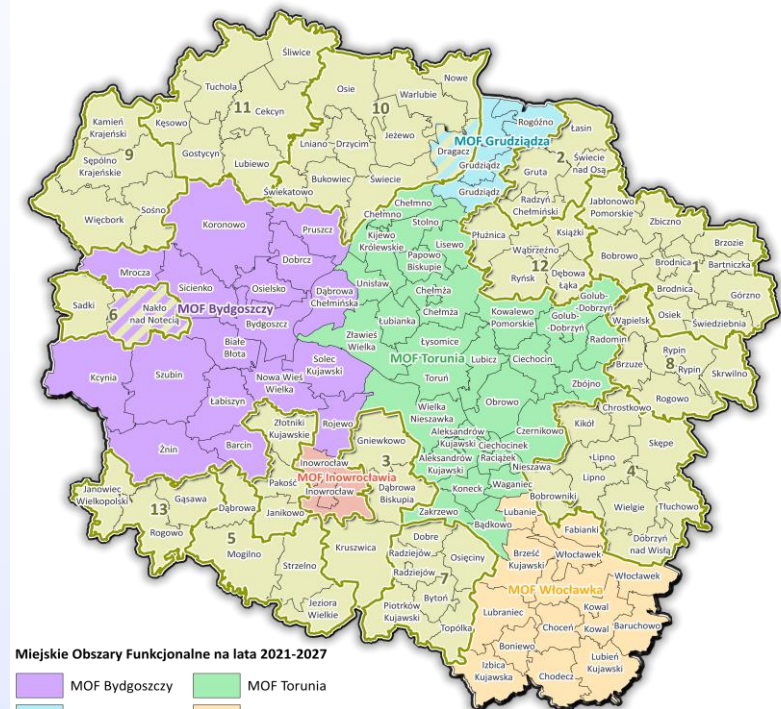 Śliwice
Nowe
Osie
Tuchola
Warlubie
10
11
Cekcyn
Rogóźno
Kamień
Krajeński
Kęsowo
Lniano
Drzycim
Jeżewo
Dragacz
MOF Grudziądza
Łasin
9
Gostycyn
Lubiewo
Grudziądz
2
Świecie
nad Osą
Sępólno
Krajeńskie
Bukowiec
Świecie
Gruta
Świekatowo
Grudziądz
Radzyń
Chełmiński
Jabłonowo
Pomorskie
Zbiczno
Więcbork
Sośno
Koronowo
Pruszcz
Chełmno
Chełmno
Stolno
Płużnica
Książki
Brzozie
Kijewo
Królewskie
Lisewo
Wąbrzeźno
Bobrowo
Brodnica
1
Bartniczka
Mrocza
Dobrcz
Papowo
Biskupie
12
Ryńsk
Dębowa
Łąka
Brodnica
Górzno
Sicienko
Osielsko
Dąbrowa
Chełmińska
Unisław
Chełmża
Osiek
Świedziebnia
Sadki
6
Nakło
nad Notecią
MOF Bydgoszczy
Chełmża
Kowalewo
Pomorskie
Golub-
Dobrzyń
Golub-
Dobrzyń
Wąpielsk
Bydgoszcz
Łubianka
Radomin
Rypin
Białe
Błota
Zławieś
Wielka
Łysomice
Brzuze
8
Rypin
Skrwilno
MOF Torunia
Lubicz
Ciechocin
Solec
Kujawski
Kcynia
Szubin
Nowa Wieś
Wielka
Toruń
Zbójno
Rogowo
Łabiszyn
Obrowo
Wielka
Nieszawka
Chrostkowo
Złotniki
Kujawskie
Rojewo
Gniewkowo
Aleksandrów
Kujawski
Ciechocinek
Czernikowo
Kikół
Skępe
Żnin
Barcin
Raciążek
Nieszawa
Lipno
4
Inowrocław
3
Aleksandrów
Kujawski
Waganiec
Lipno
MOF Inowrocławia
Koneck
Bobrowniki
Janowiec
Wielkopolski
Gąsawa
Pakość
Inowrocław
Dąbrowa
Biskupia
Wielgie
Tłuchowo
13
Dąbrowa
Janikowo
Zakrzewo
Bądkowo
Lubanie
Rogowo
Fabianki
Dobrzyń
nad Wisłą
5
Mogilno
Kruszwica
Dobre
Osięciny
Brześć
Kujawski
Włocławek
Strzelno
Radziejów
Radziejów
7
Włocławek
MOF Włocławka
Bytoń
Jeziora
Wielkie
Piotrków
Kujawski
Topólka
Lubraniec
Kowal
Choceń
Kowal
Baruchowo
Boniewo
Izbica
Kujawska
Lubień
Kujawski
Chodecz
Miejskie Obszary Funkcjonalne na lata 2021-2027
MOF Bydgoszczy
MOF Torunia